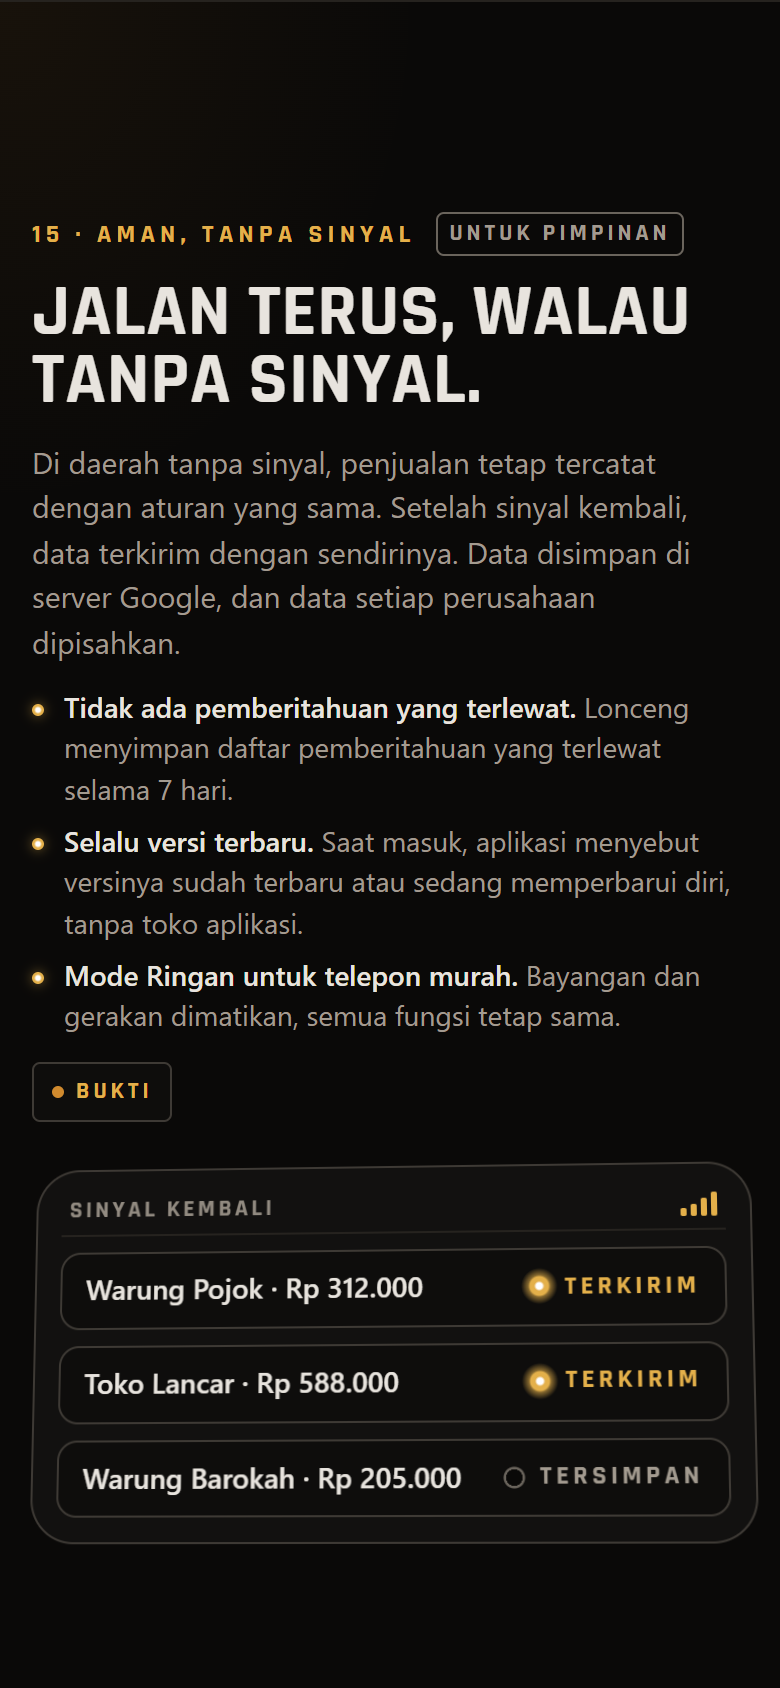 15 · AMAN, TANPA SINYAL UNTUK PIMPINAN
JALAN TERUS, WALAU
TANPA SINYAL.
Di daerah tanpa sinyal, penjualan tetap tercatat
dengan aturan yang sama. Setelah sinyal kembali,
data terkirim dengan sendirinya. Data disimpan di
server Google, dan data setiap perusahaan
dipisahkan.
Tidak ada pemberitahuan yang terlewat. Lonceng
menyimpan daftar pemberitahuan yang terlewat
selama 7 hari.
Selalu versi terbaru. Saat masuk, aplikasi menyebut
versinya sudah terbaru atau sedang memperbarui diri,
tanpa toko aplikasi.
Mode Ringan untuk telepon murah. Bayangan dan
gerakan dimatikan, semua fungsi tetap sama.
BUKTI
SINYAL KEMBALI
Warung Pojok · Rp 312.000 TERKIRIM
Toko Lancar · Rp 588.000 TERKIRIM
Warung Barokah · Rp 205.000 TERSIMPAN